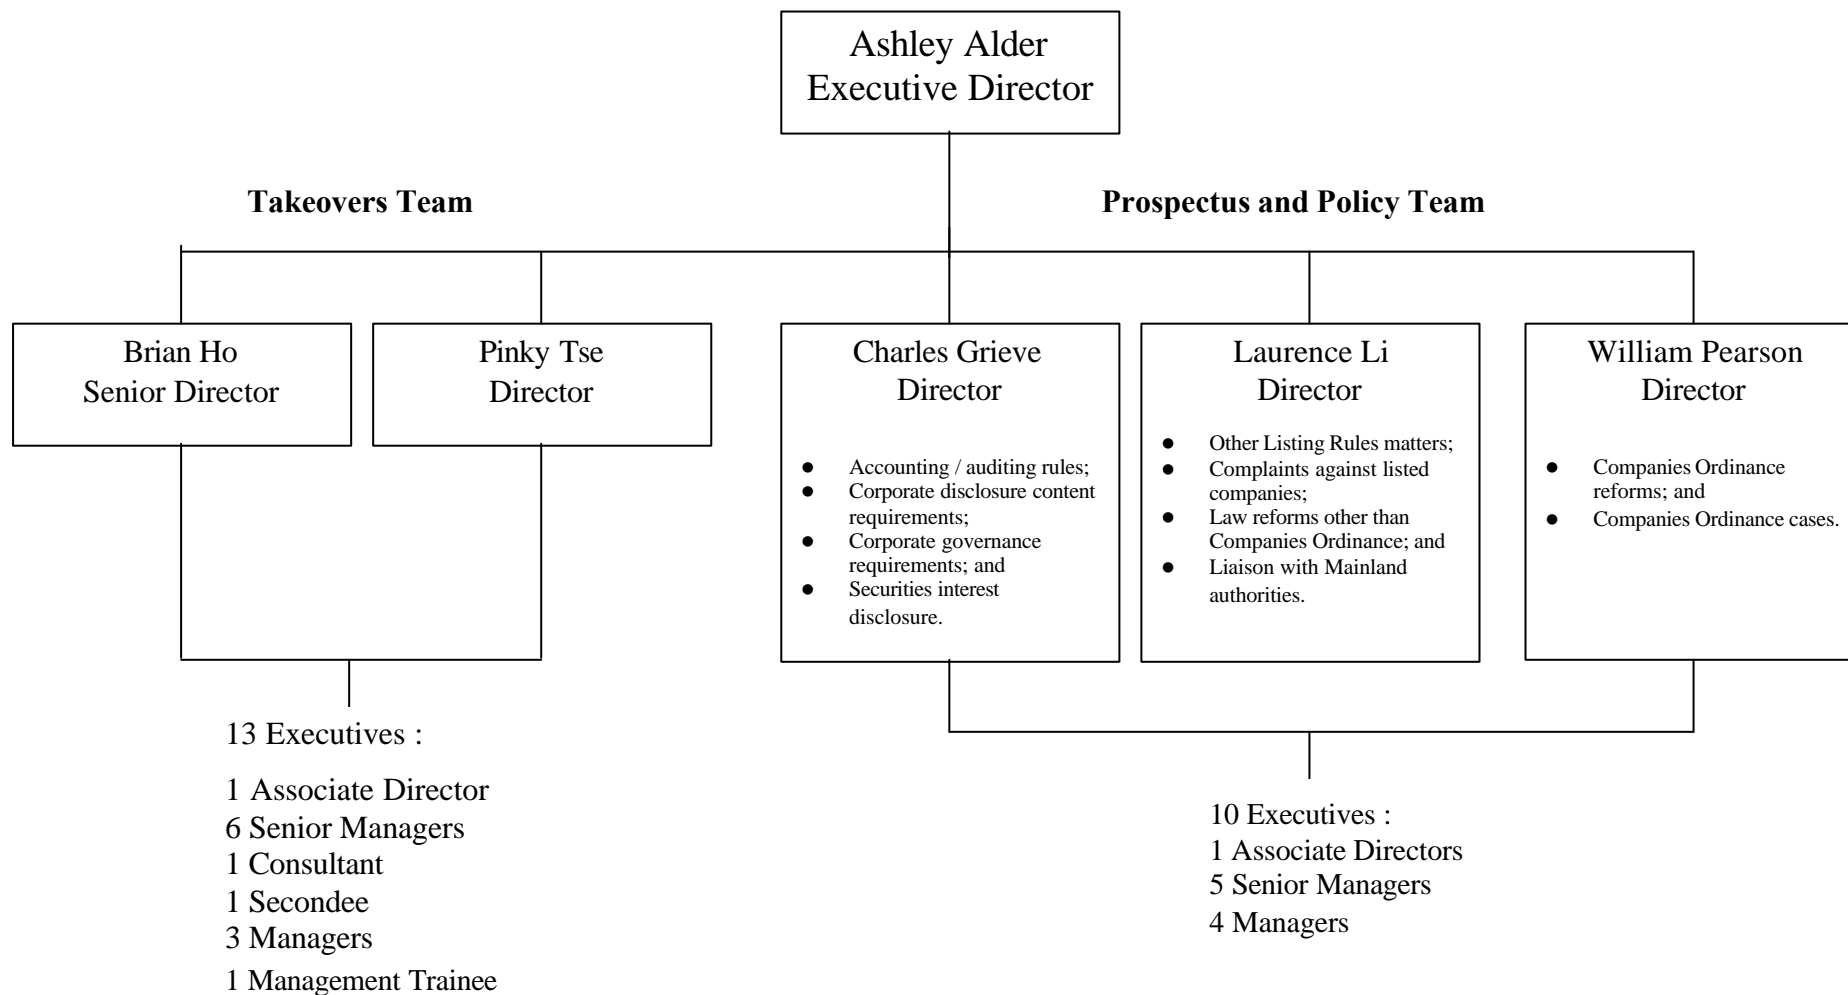 Ashley Alder
Executive Director
Takeovers Team
Prospectus and Policy Team
Brian Ho
Senior Director
Pinky Tse
Director
Charles Grieve
Director
● Accounting / auditing rules;
● Corporate disclosure content
requirements;
● Corporate governance
requirements; and
● Securities interest
disclosure.
Laurence Li
Director
● Other Listing Rules matters;
● Complaints against listed
companies;
● Law reforms other than
Companies Ordinance; and
● Liaison with Mainland
authorities.
William Pearson
Director
● Companies Ordinance
reforms; and
● Companies Ordinance cases.
13 Executives :
1 Associate Director
6 Senior Managers
1 Consultant
1 Secondee
3 Managers
1 Management Trainee
10 Executives :
1 Associate Directors
5 Senior Managers
4 Managers